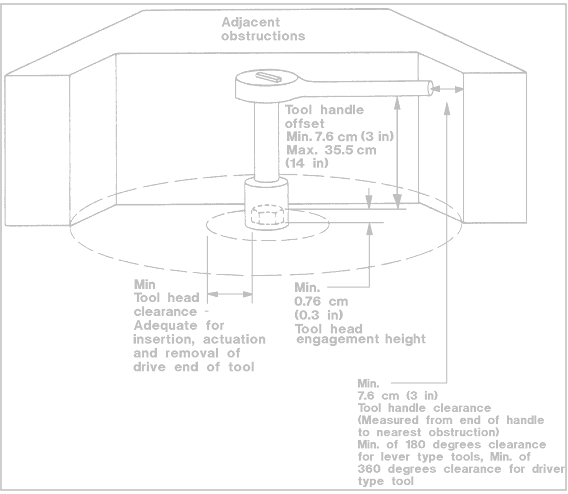 Adjacent
obstructions
Tool handle
offset
Min. 7.6 cm (3 in)
Max. 35.5 cm
(14 in)
Min
Tool head
clearance -
Adequate for
insertion, actuation
and removal of
drive end of tool
Min.
0.76 cm
(0.3 in)
Tool head
engagement height
Min.
7.6 cm (3 in)
Tool handle clearance
(Measured from end of handle
to nearest obstruction)
Min. of 180 degrees clearance
for lever type tools, Min. of
360 degrees clearance for driver
type tool